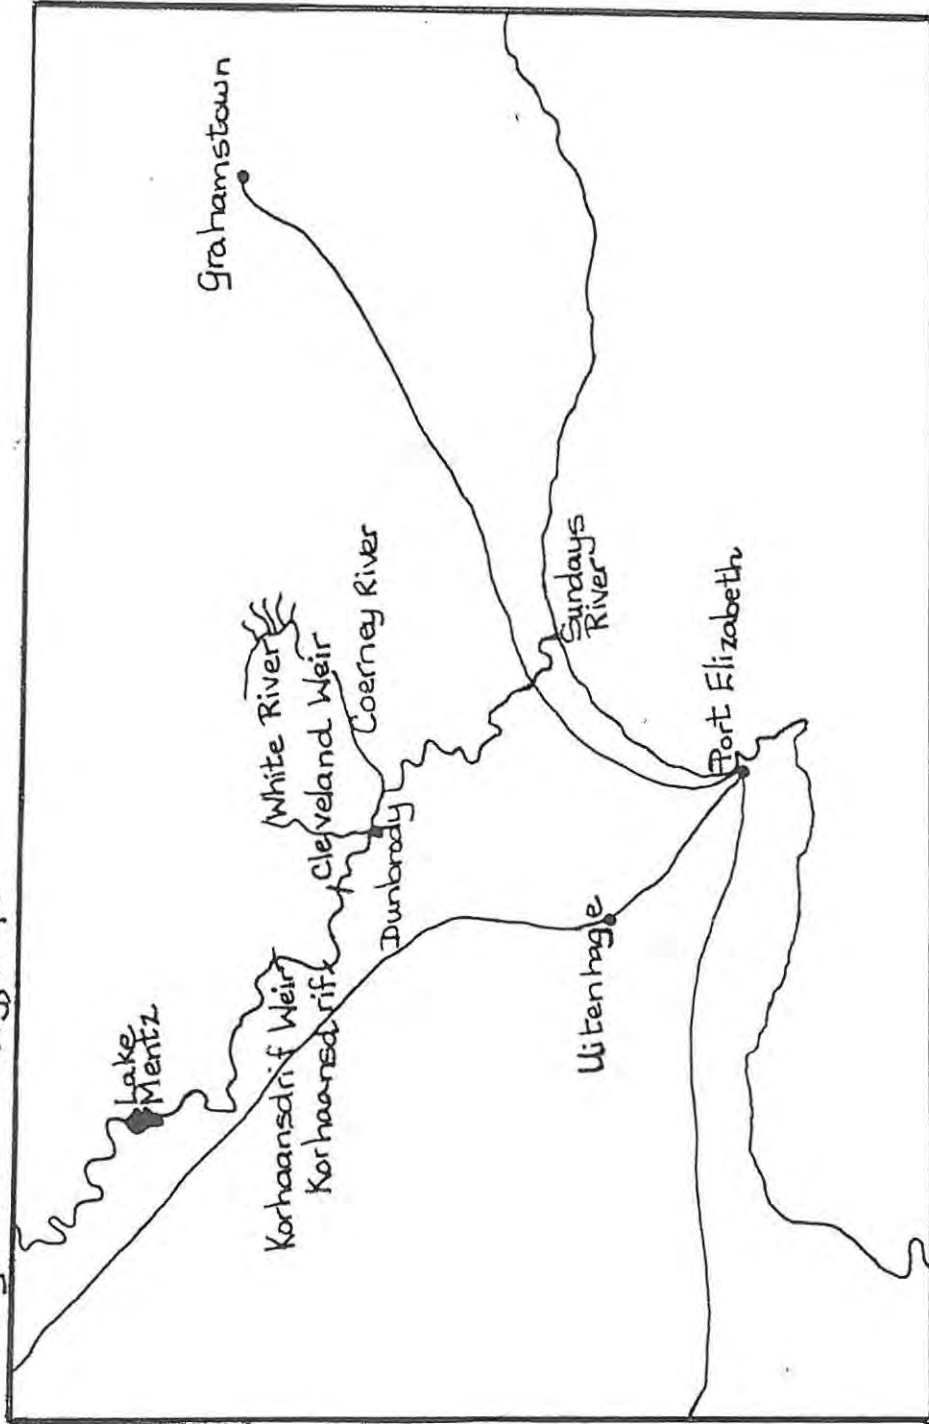 Grahamstown
Lake
Mentz
White River
Cleveland Weir
Coerney River
Korhaansdrif Weir
Korhaansdrift
Dunbrody
Sundays
River
Uitenhage
Port Elizabeth